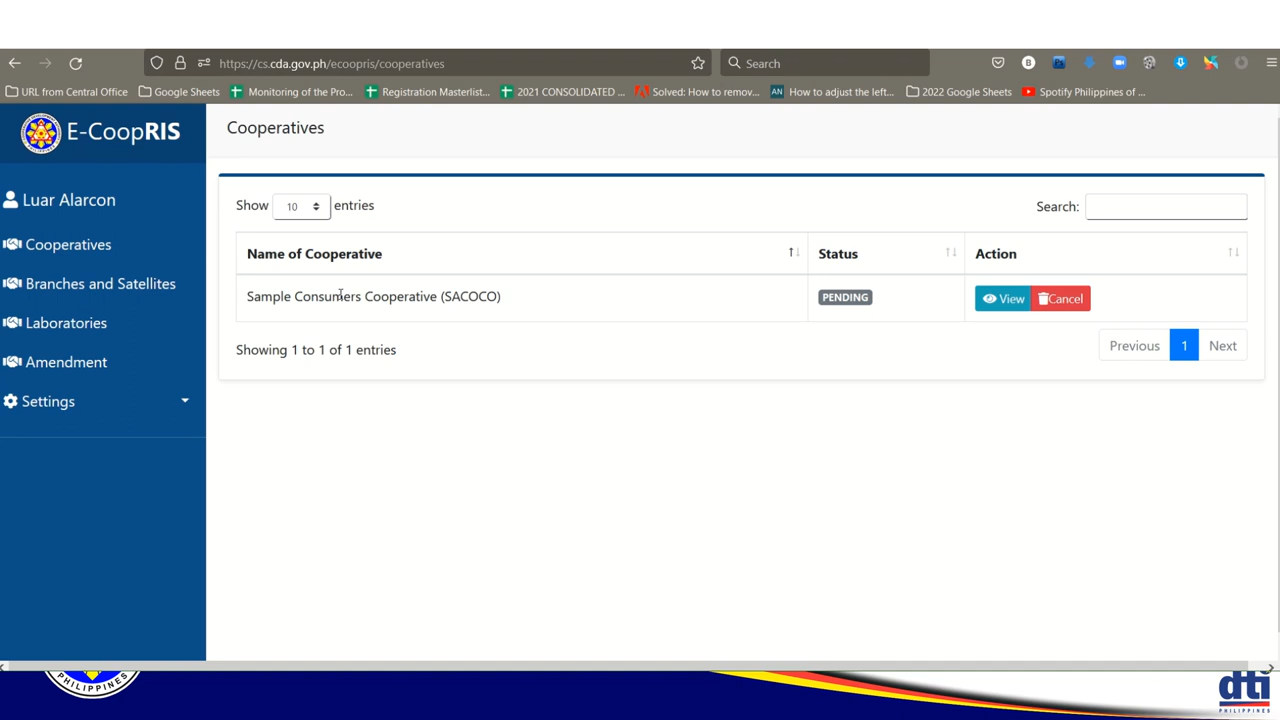 https://cs.cda.gov.ph/ecoopris/cooperatives
Search
URL from Central Office
Google Sheets
Monitoring of the Pro...
Registration Masterlist...
2021 CONSOLIDATED ...
Solved: How to remov...
AN
How to adjust the left...
2022 Google Sheets
Spotify Philippines of ...
E-CoopRIS
Cooperatives
Luar Alarcon
Cooperatives
Branches and Satellites
Laboratories
Amendment
Settings
Show 10 entries
Search:
Name of Cooperative
Status
Action
Sample Consumers Cooperative (SACOCO)
PENDING
View
Cancel
Showing 1 to 1 of 1 entries
Previous
1
Next
PHILIPPINES
dti
PHILIPPINES